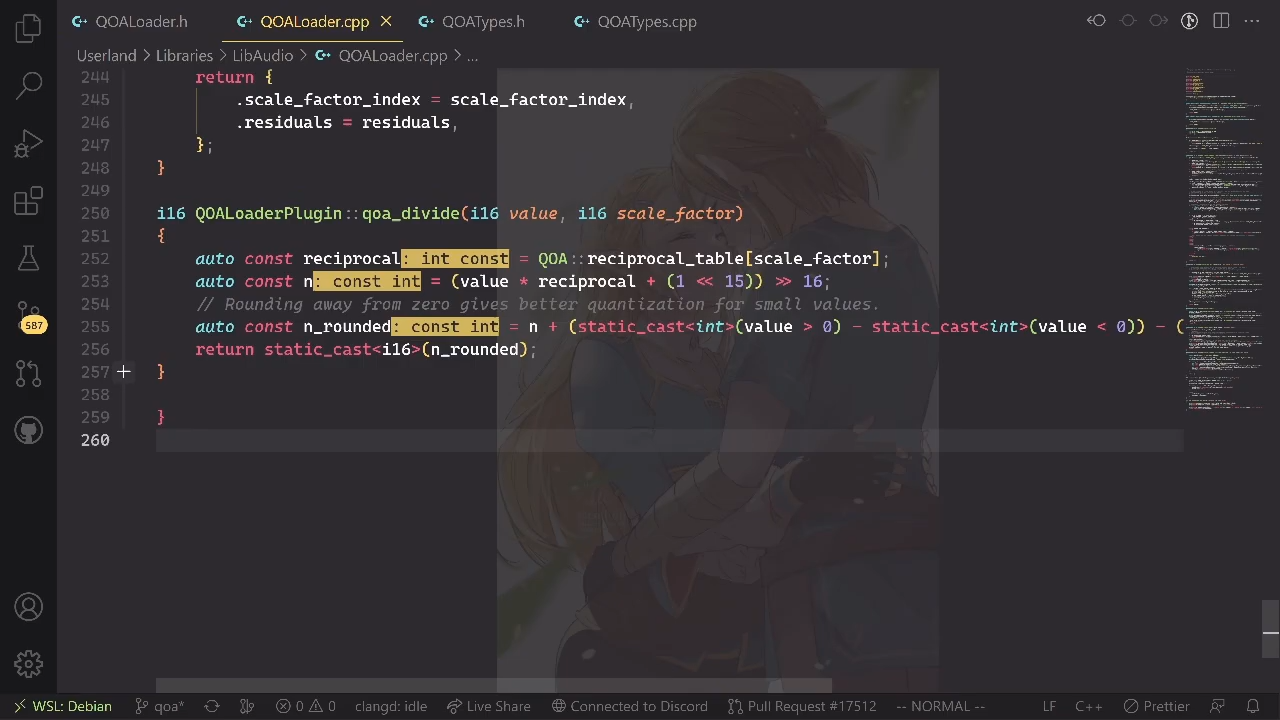 QOALoader.h QOALoader.cpp QOATypes.h QOATypes.cpp
Userland > Libraries > LibAudio > QOALoader.cpp > ...
244 return {
245 .scale_factor_index = scale_factor_index,
246 .residuals = residuals,
247 };
248 }
249
250 i16 QOALoaderPlugin::qoa_divide(i16 value, i16 scale_factor)
251 {
252 auto const reciprocal: int const = QOA::reciprocal_table[scale_factor];
253 auto const n: const int = (value * reciprocal + (1 << 15)) >> 16;
254 // Rounding away from zero gives better quantization for small values.
255 auto const n_rounded: const int = n + (static_cast<int>(value > 0) - static_cast<int>(value < 0)) - (
256 return static_cast<i16>(n_rounded);
257 }
258
259 }
260
587
WSL: Debian qoa* 0 0 clangd: idle Live Share Connected to Discord Pull Request #17512 -- NORMAL -- LF C++ Prettier